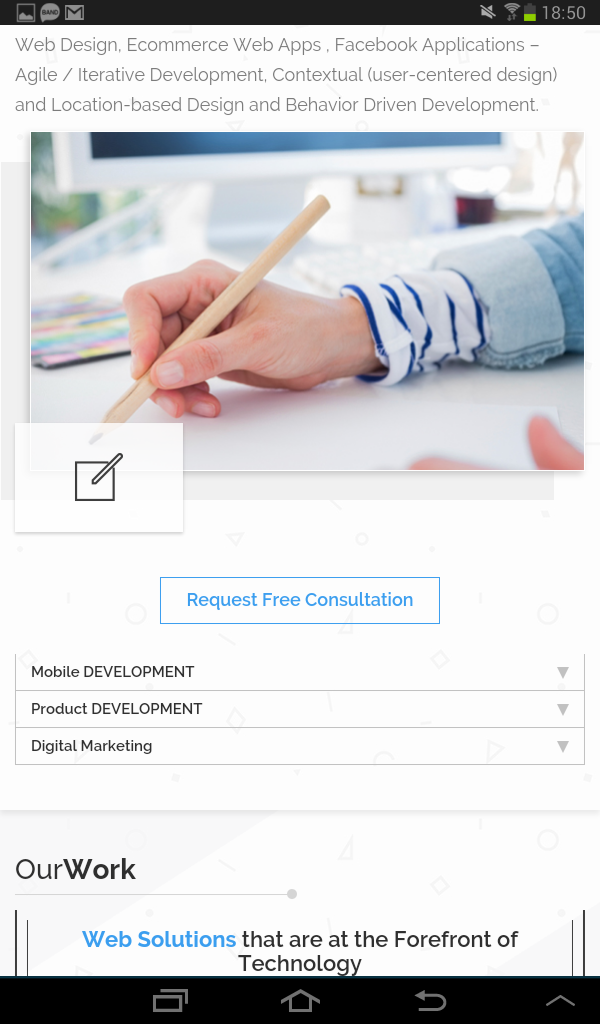 BAND
18:50
Web Design, Ecommerce Web Apps , Facebook Applications –
Agile / Iterative Development, Contextual (user-centered design)
and Location-based Design and Behavior Driven Development.
Request Free Consultation
Mobile DEVELOPMENT
Product DEVELOPMENT
Digital Marketing
OurWork
Web Solutions that are at the Forefront of
Technology